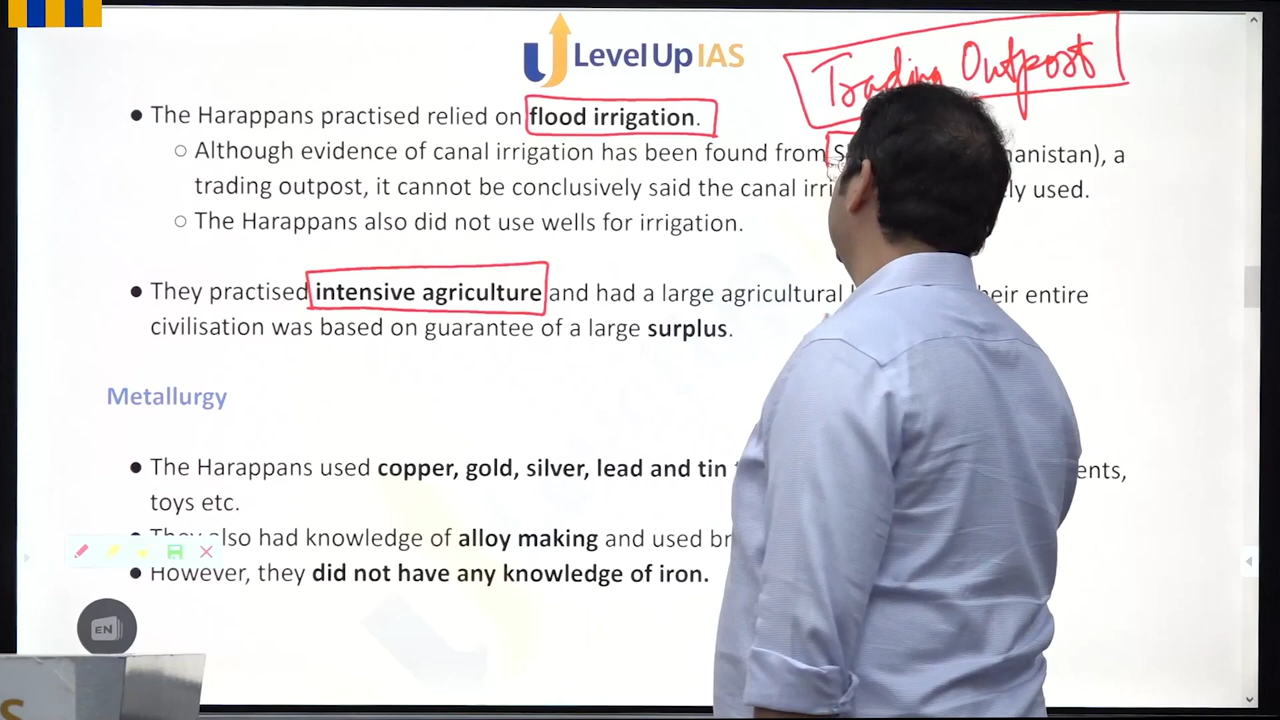 Level Up IAS
Trading Outpost
● The Harappans practised relied on flood irrigation.
○ Although evidence of canal irrigation has been found from S hanistan), a
trading outpost, it cannot be conclusively said the canal irri ly used.
○ The Harappans also did not use wells for irrigation.
● They practised intensive agriculture and had a large agricultural heir entire
civilisation was based on guarantee of a large surplus.
Metallurgy
● The Harappans used copper, gold, silver, lead and tin ents,
toys etc.
● They also had knowledge of alloy making and used br
● However, they did not have any knowledge of iron.
EN
S